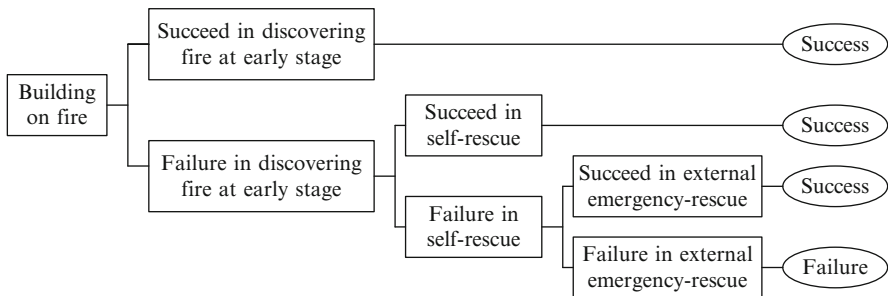 Building
on fire
Succeed in discovering
fire at early stage
Success
Failure in discovering
fire at early stage
Succeed in
self-rescue
Success
Failure in
self-rescue
Succeed in external
emergency-rescue
Success
Failure in external
emergency-rescue
Failure